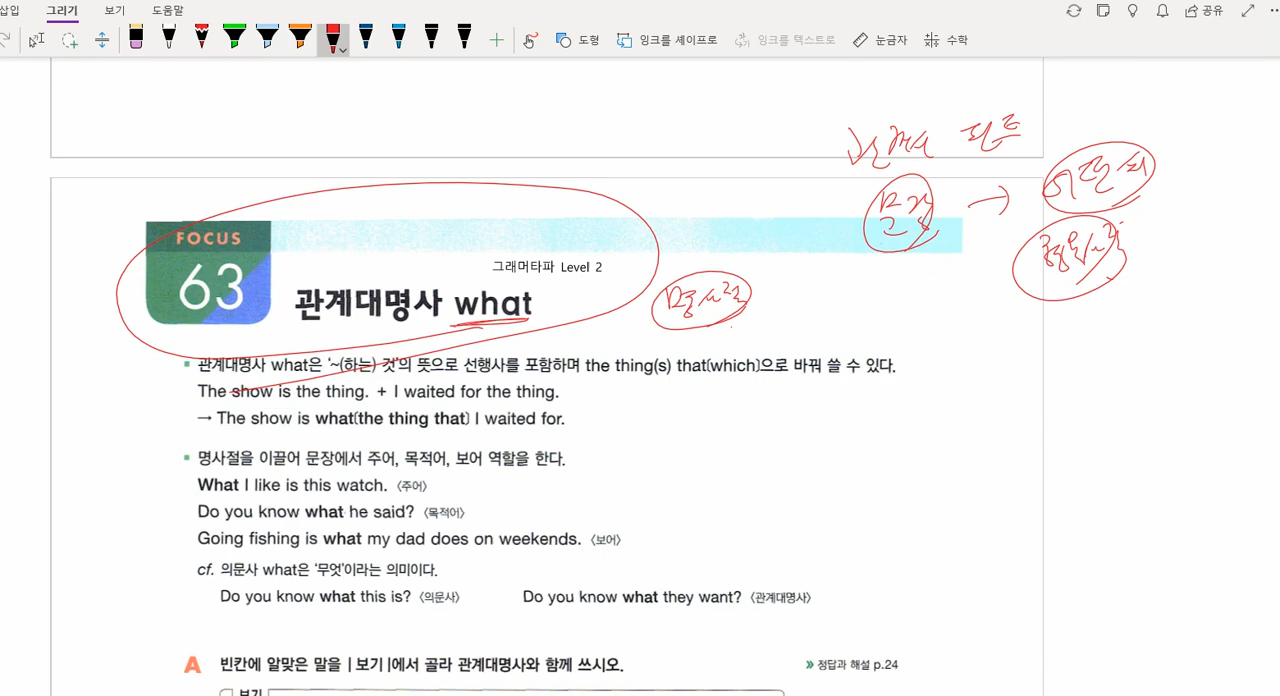 삽입 그리기 보기 도움말 공유
도형 잉크를 셰이프로 잉크를 텍스트로 눈금자 수학
문장 →
형용사절
FOCUS
63
그래머타파 Level 2
관계대명사 what
명사절
관계대명사 what은 ‘~(하는) 것’의 뜻으로 선행사를 포함하며 the thing(s) that(which)으로 바꿔 쓸 수 있다.
The show is the thing. + I waited for the thing.
→ The show is what(the thing that) I waited for.
명사절을 이끌어 문장에서 주어, 목적어, 보어 역할을 한다.
What I like is this watch. 〈주어〉
Do you know what he said? 〈목적어〉
Going fishing is what my dad does on weekends. 〈보어〉
cf. 의문사 what은 ‘무엇’이라는 의미이다.
Do you know what this is? 〈의문사〉 Do you know what they want? 〈관계대명사〉
A 빈칸에 알맞은 말을 | 보기 |에서 골라 관계대명사와 함께 쓰시오. » 정답과 해설 p.24
보기